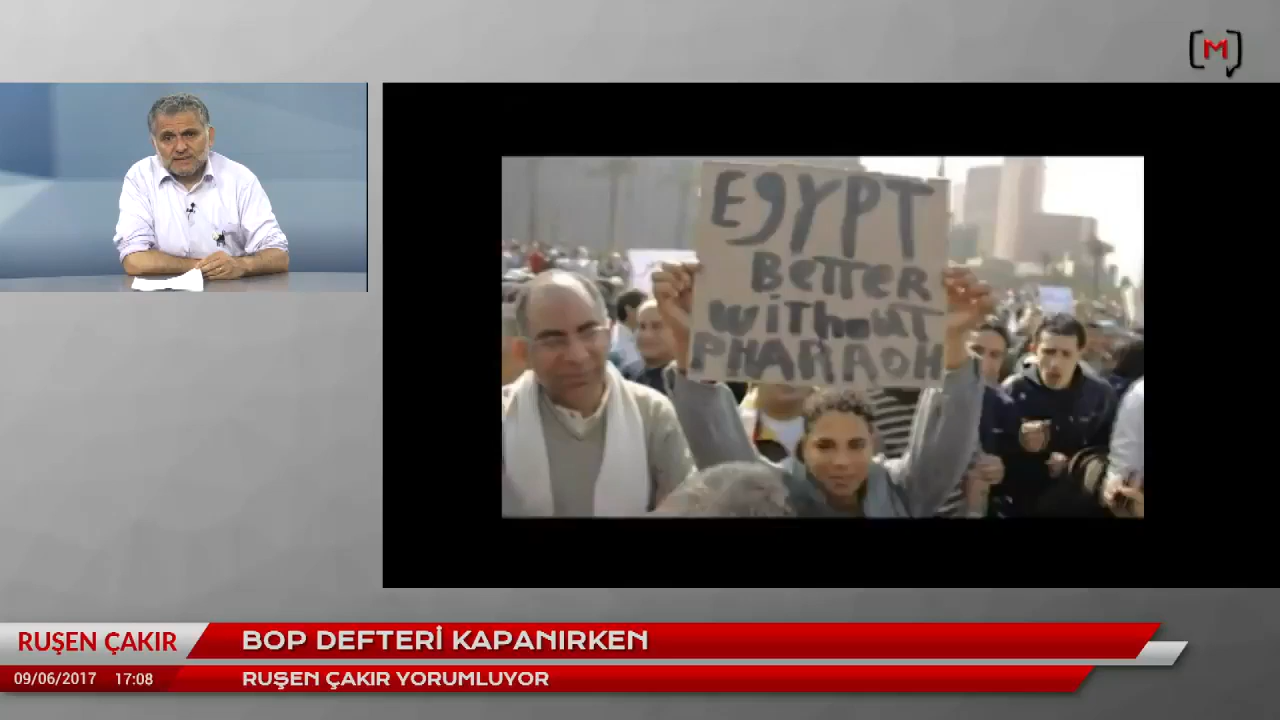 M
EGYPT
BETTER
WITHOUT
PHARAOH
RUŞEN ÇAKIR
BOP DEFTERİ KAPANIRKEN
09/06/2017 17:08
RUŞEN ÇAKIR YORUMLUYOR